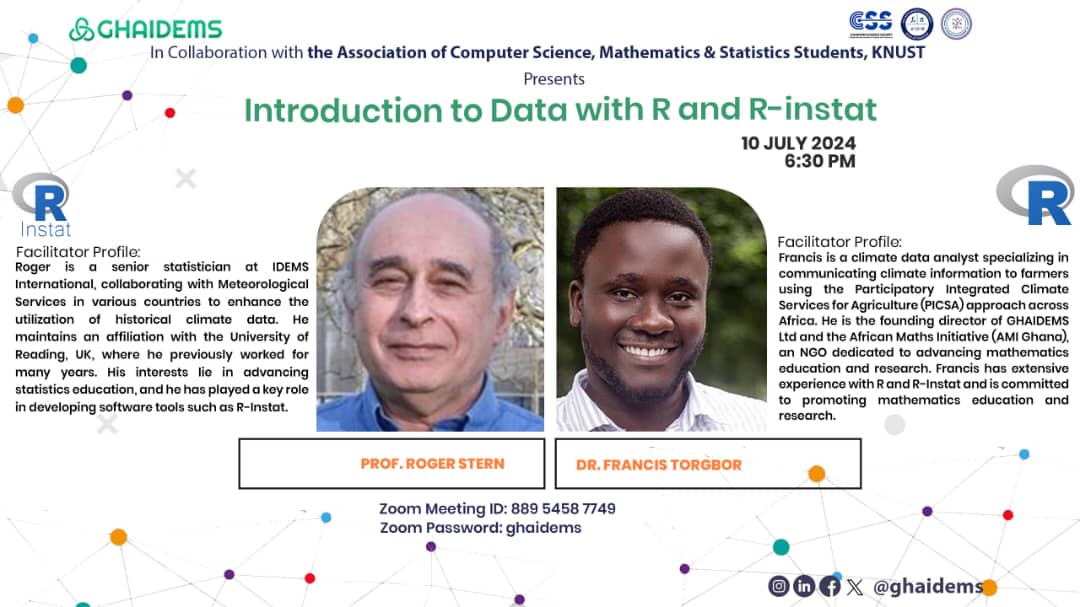 GHAIDEMS
CSS
In Collaboration with the Association of Computer Science, Mathematics & Statistics Students, KNUST
Presents
Introduction to Data with R and R-instat
10 JULY 2024
6:30 PM
R
Instat
Facilitator Profile:
Roger is a senior statistician at IDEMS
International, collaborating with Meteorological
Services in various countries to enhance the
utilization of historical climate data. He
maintains an affiliation with the University of
Reading, UK, where he previously worked for
many years. His interests lie in advancing
statistics education, and he has played a key role
in developing software tools such as R-Instat.
R
Facilitator Profile:
Francis is a climate data analyst specializing in
communicating climate information to farmers
using the Participatory Integrated Climate
Services for Agriculture (PICSA) approach across
Africa. He is the founding director of GHAIDEMS
Ltd and the African Maths Initiative (AMI Ghana),
an NGO dedicated to advancing mathematics
education and research. Francis has extensive
experience with R and R-Instat and is committed
to promoting mathematics education and
research.
PROF. ROGER STERN
DR. FRANCIS TORGBOR
Zoom Meeting ID: 889 5458 7749
Zoom Password: ghaidems
@ghaidems